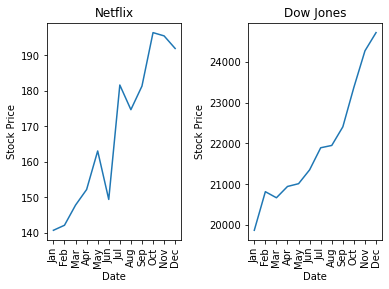 Netflix
Stock Price
190
180
170
160
150
140
Jan
Feb
Mar
Apr
May
Jun
Jul
Aug
Sep
Oct
Nov
Dec
Date
Dow Jones
Stock Price
24000
23000
22000
21000
20000
Jan
Feb
Mar
Apr
May
Jun
Jul
Aug
Sep
Oct
Nov
Dec
Date